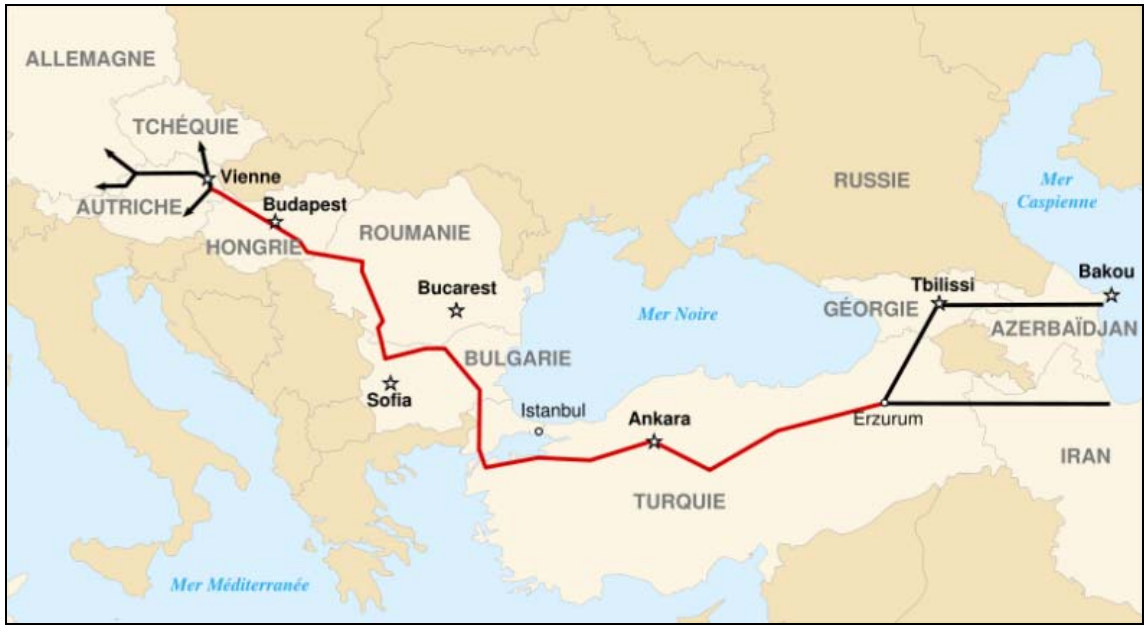 ALLEMAGNE
TCHÉQUIE
Vienne
AUTRICHE
Budapest
HONGRIE
ROUMANIE
Bucarest
BULGARIE
Sofia
Istanbul
Ankara
TURQUIE
Mer Noire
Mer Méditerranée
RUSSIE
Mer
Caspienne
Tbilissi
GÉORGIE
Bakou
AZERBAÏDJAN
Erzurum
IRAN